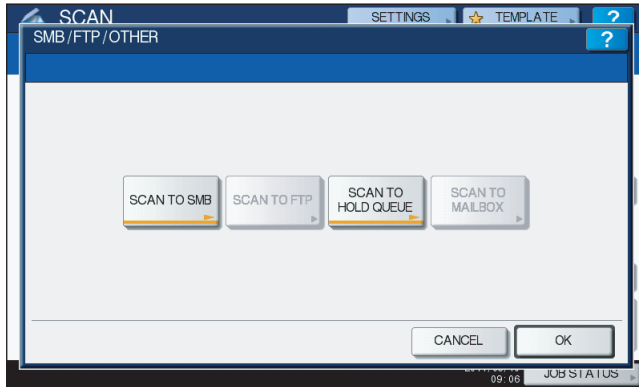 SCAN
SETTINGS
TEMPLATE
?
SMB/FTP/OTHER
?
SCAN TO SMB
SCAN TO FTP
SCAN TO
HOLD QUEUE
SCAN TO
MAILBOX
CANCEL
OK
09:06
JOB STATUS